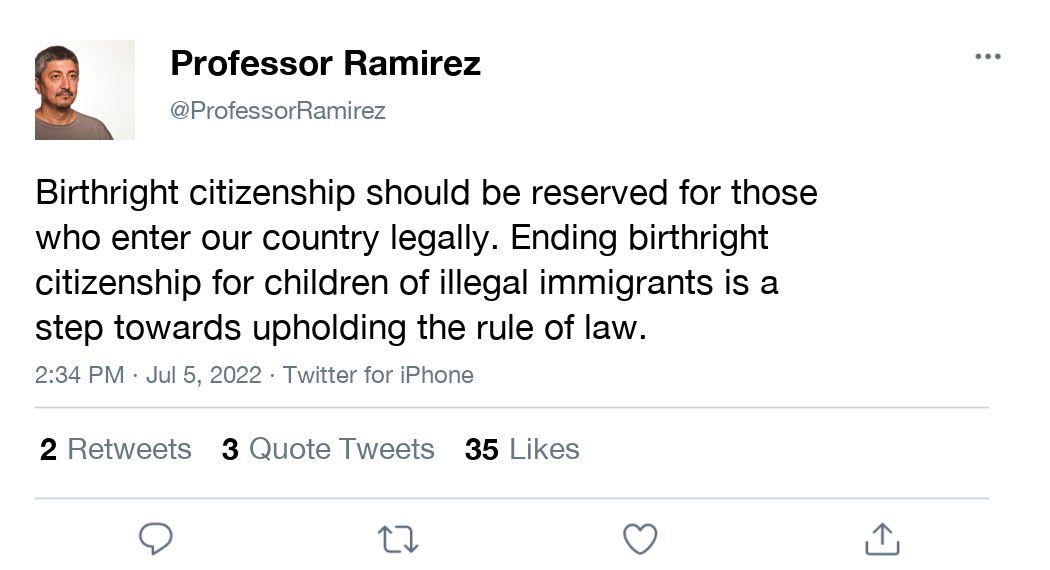 Professor Ramirez
@ProfessorRamirez
Birthright citizenship should be reserved for those
who enter our country legally. Ending birthright
citizenship for children of illegal immigrants is a
step towards upholding the rule of law.
2:34 PM · Jul 5, 2022 · Twitter for iPhone
2 Retweets 3 Quote Tweets 35 Likes